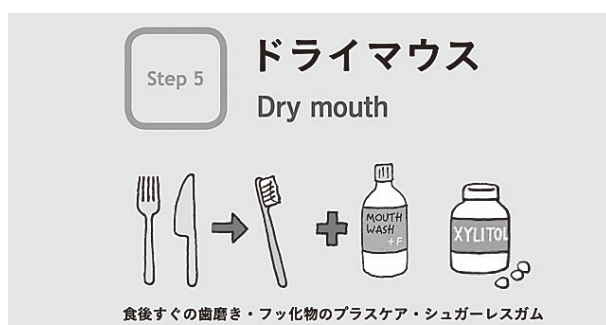 Step 5
ドライマウス
Dry mouth
MOUTH
WASH
+F
XYLITOL
食後すぐの歯磨き・フッ化物のプラスケア・シュガーレスガム